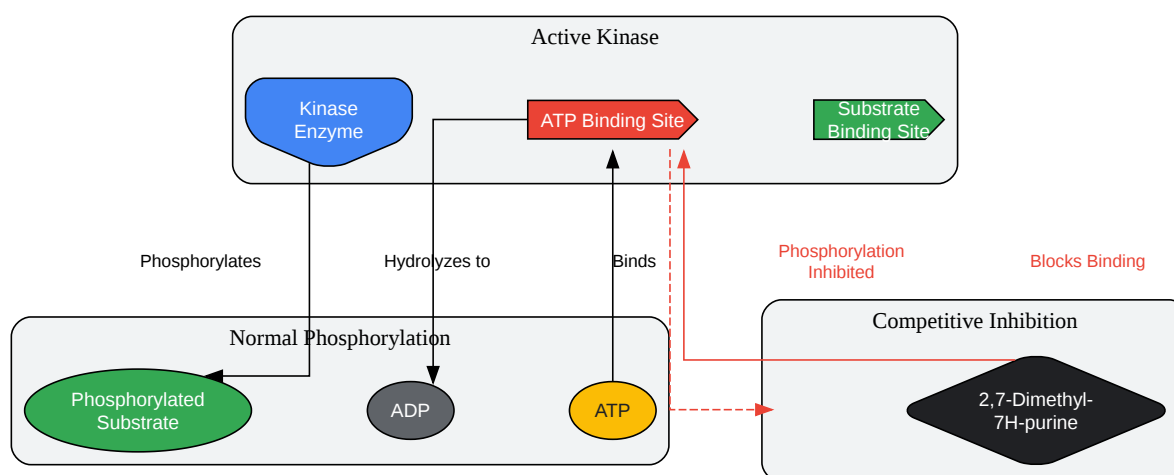 Active Kinase
Kinase
Enzyme
ATP Binding Site
Substrate
Binding Site
Phosphorylates
Hydrolyzes to
Binds
Phosphorylation
Inhibited
Blocks Binding
Normal Phosphorylation
Competitive Inhibition
Phosphorylated
Substrate
ADP
ATP
2,7-Dimethyl-
7H-purine